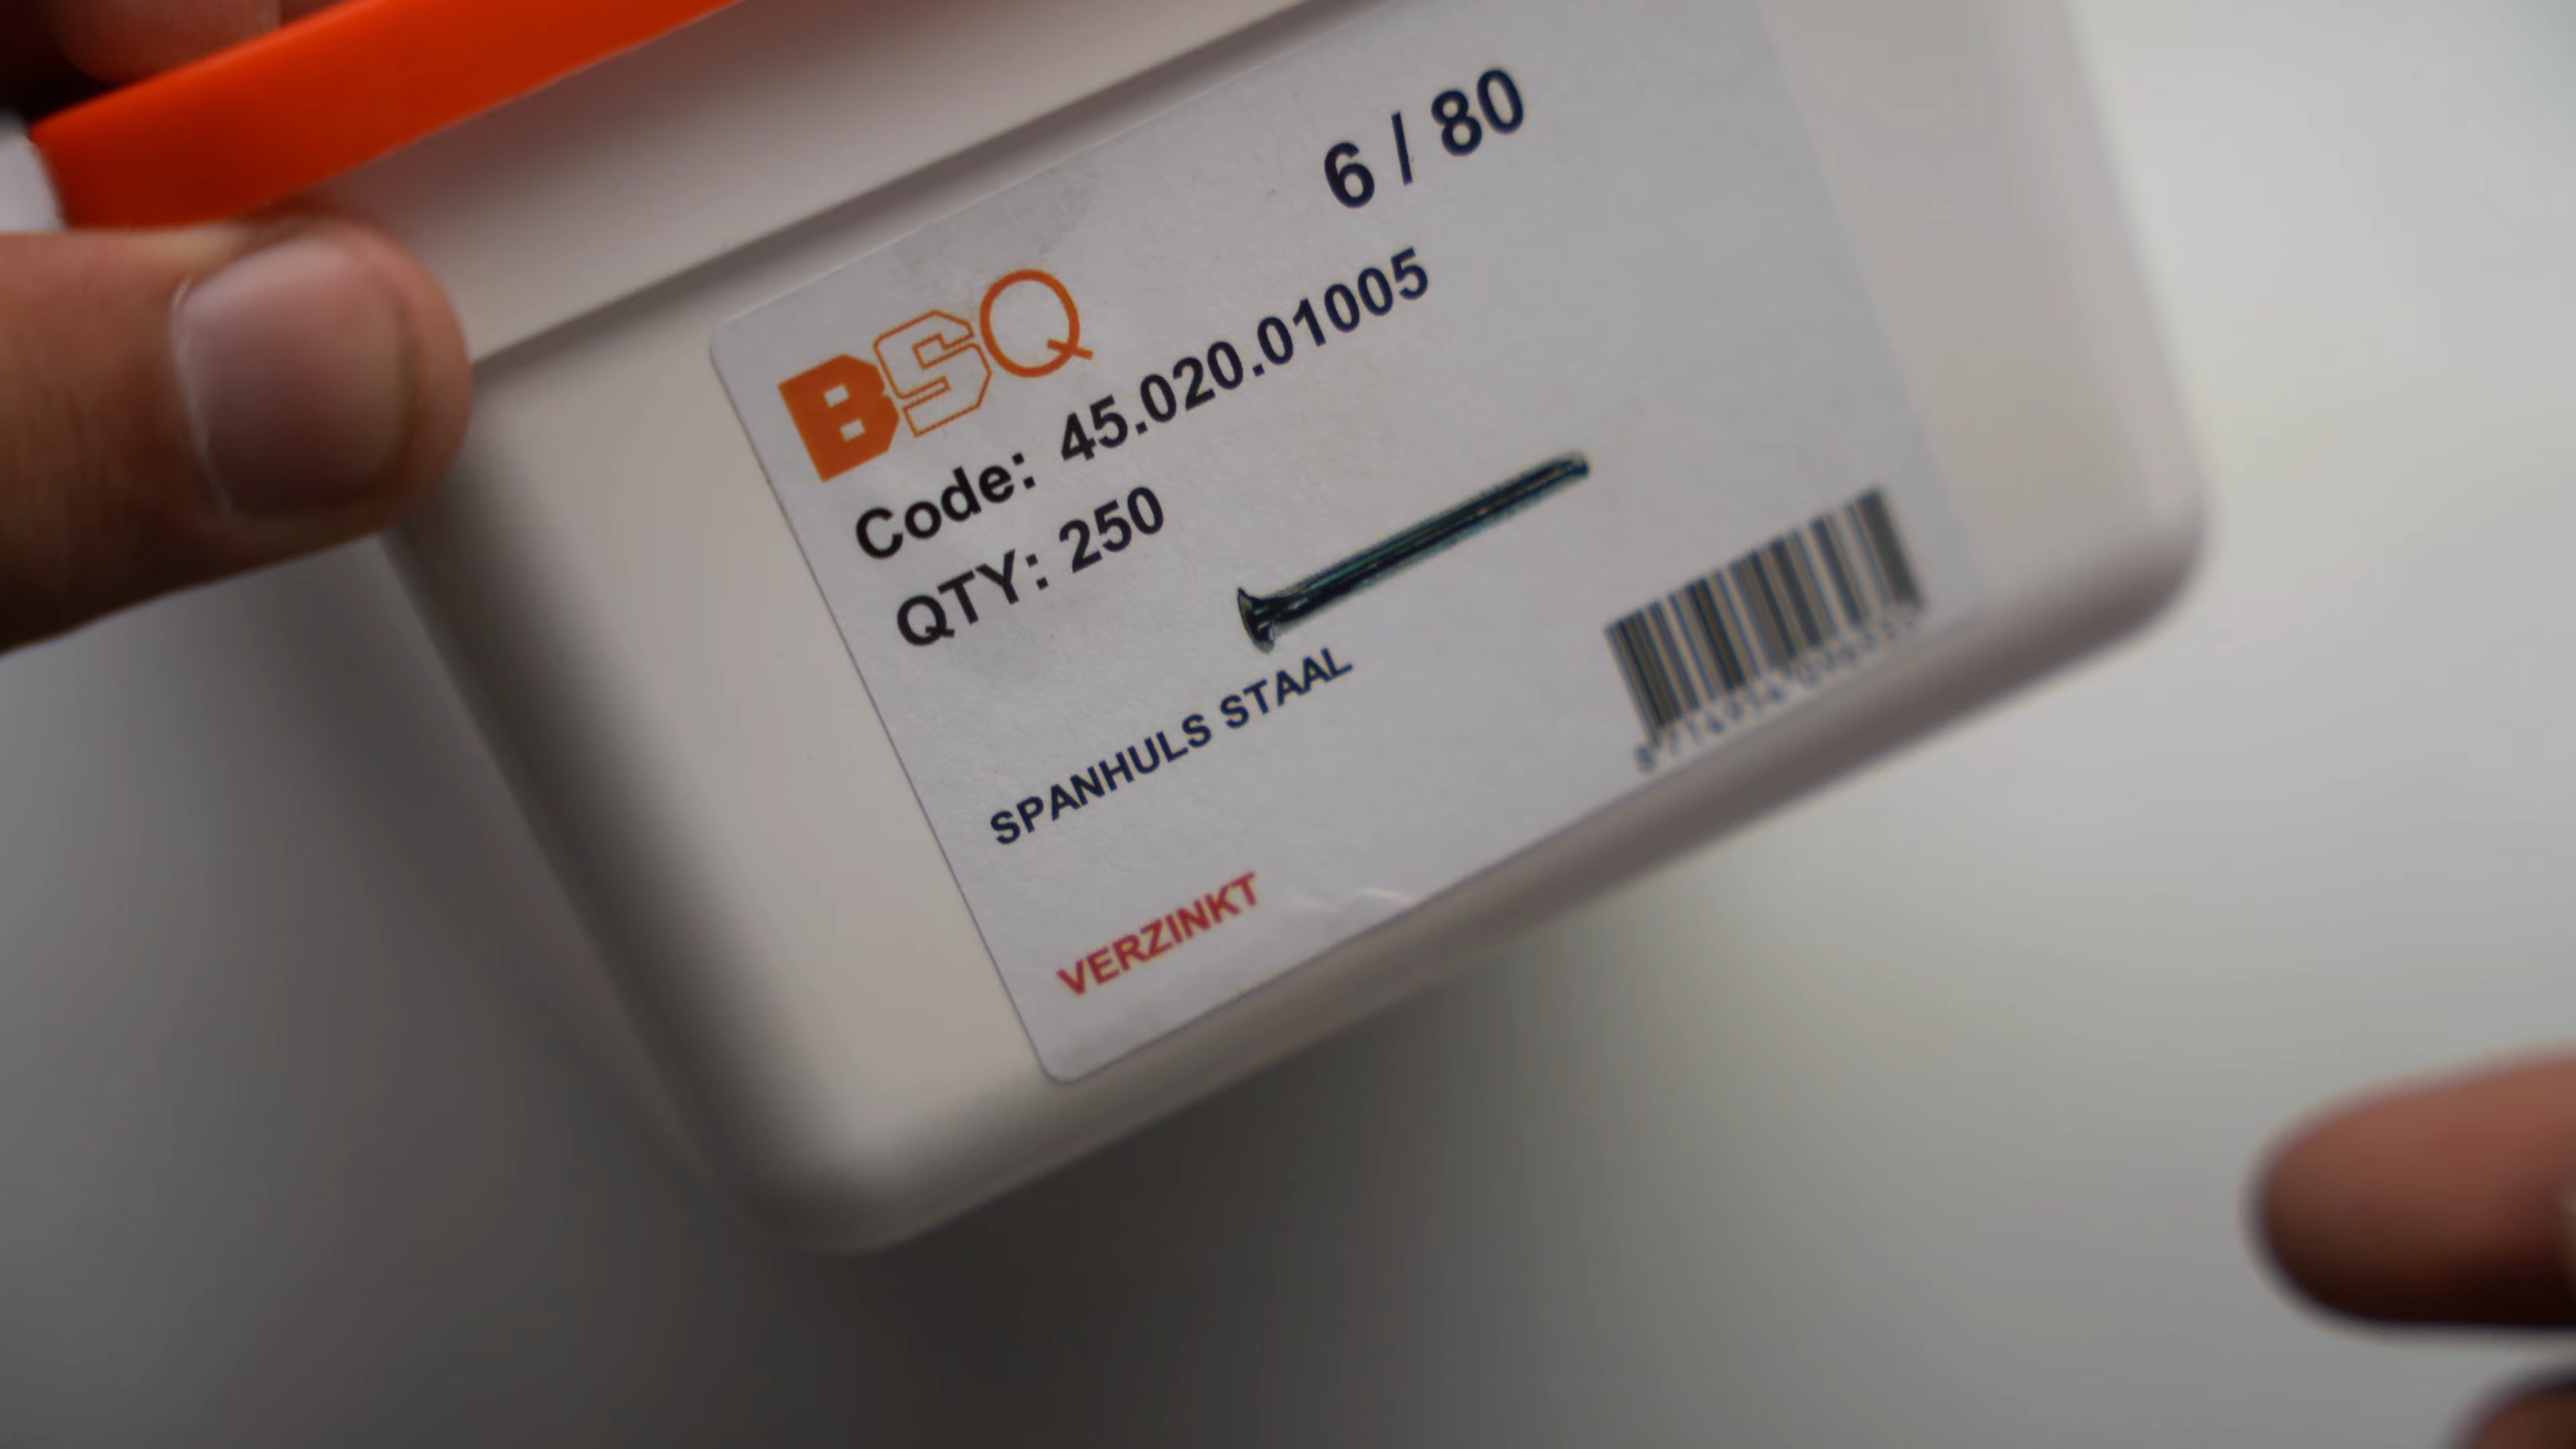 6 / 80
BSQ
Code: 45.020.01005
QTY: 250
SPANHULS STAAL
VERZINKT